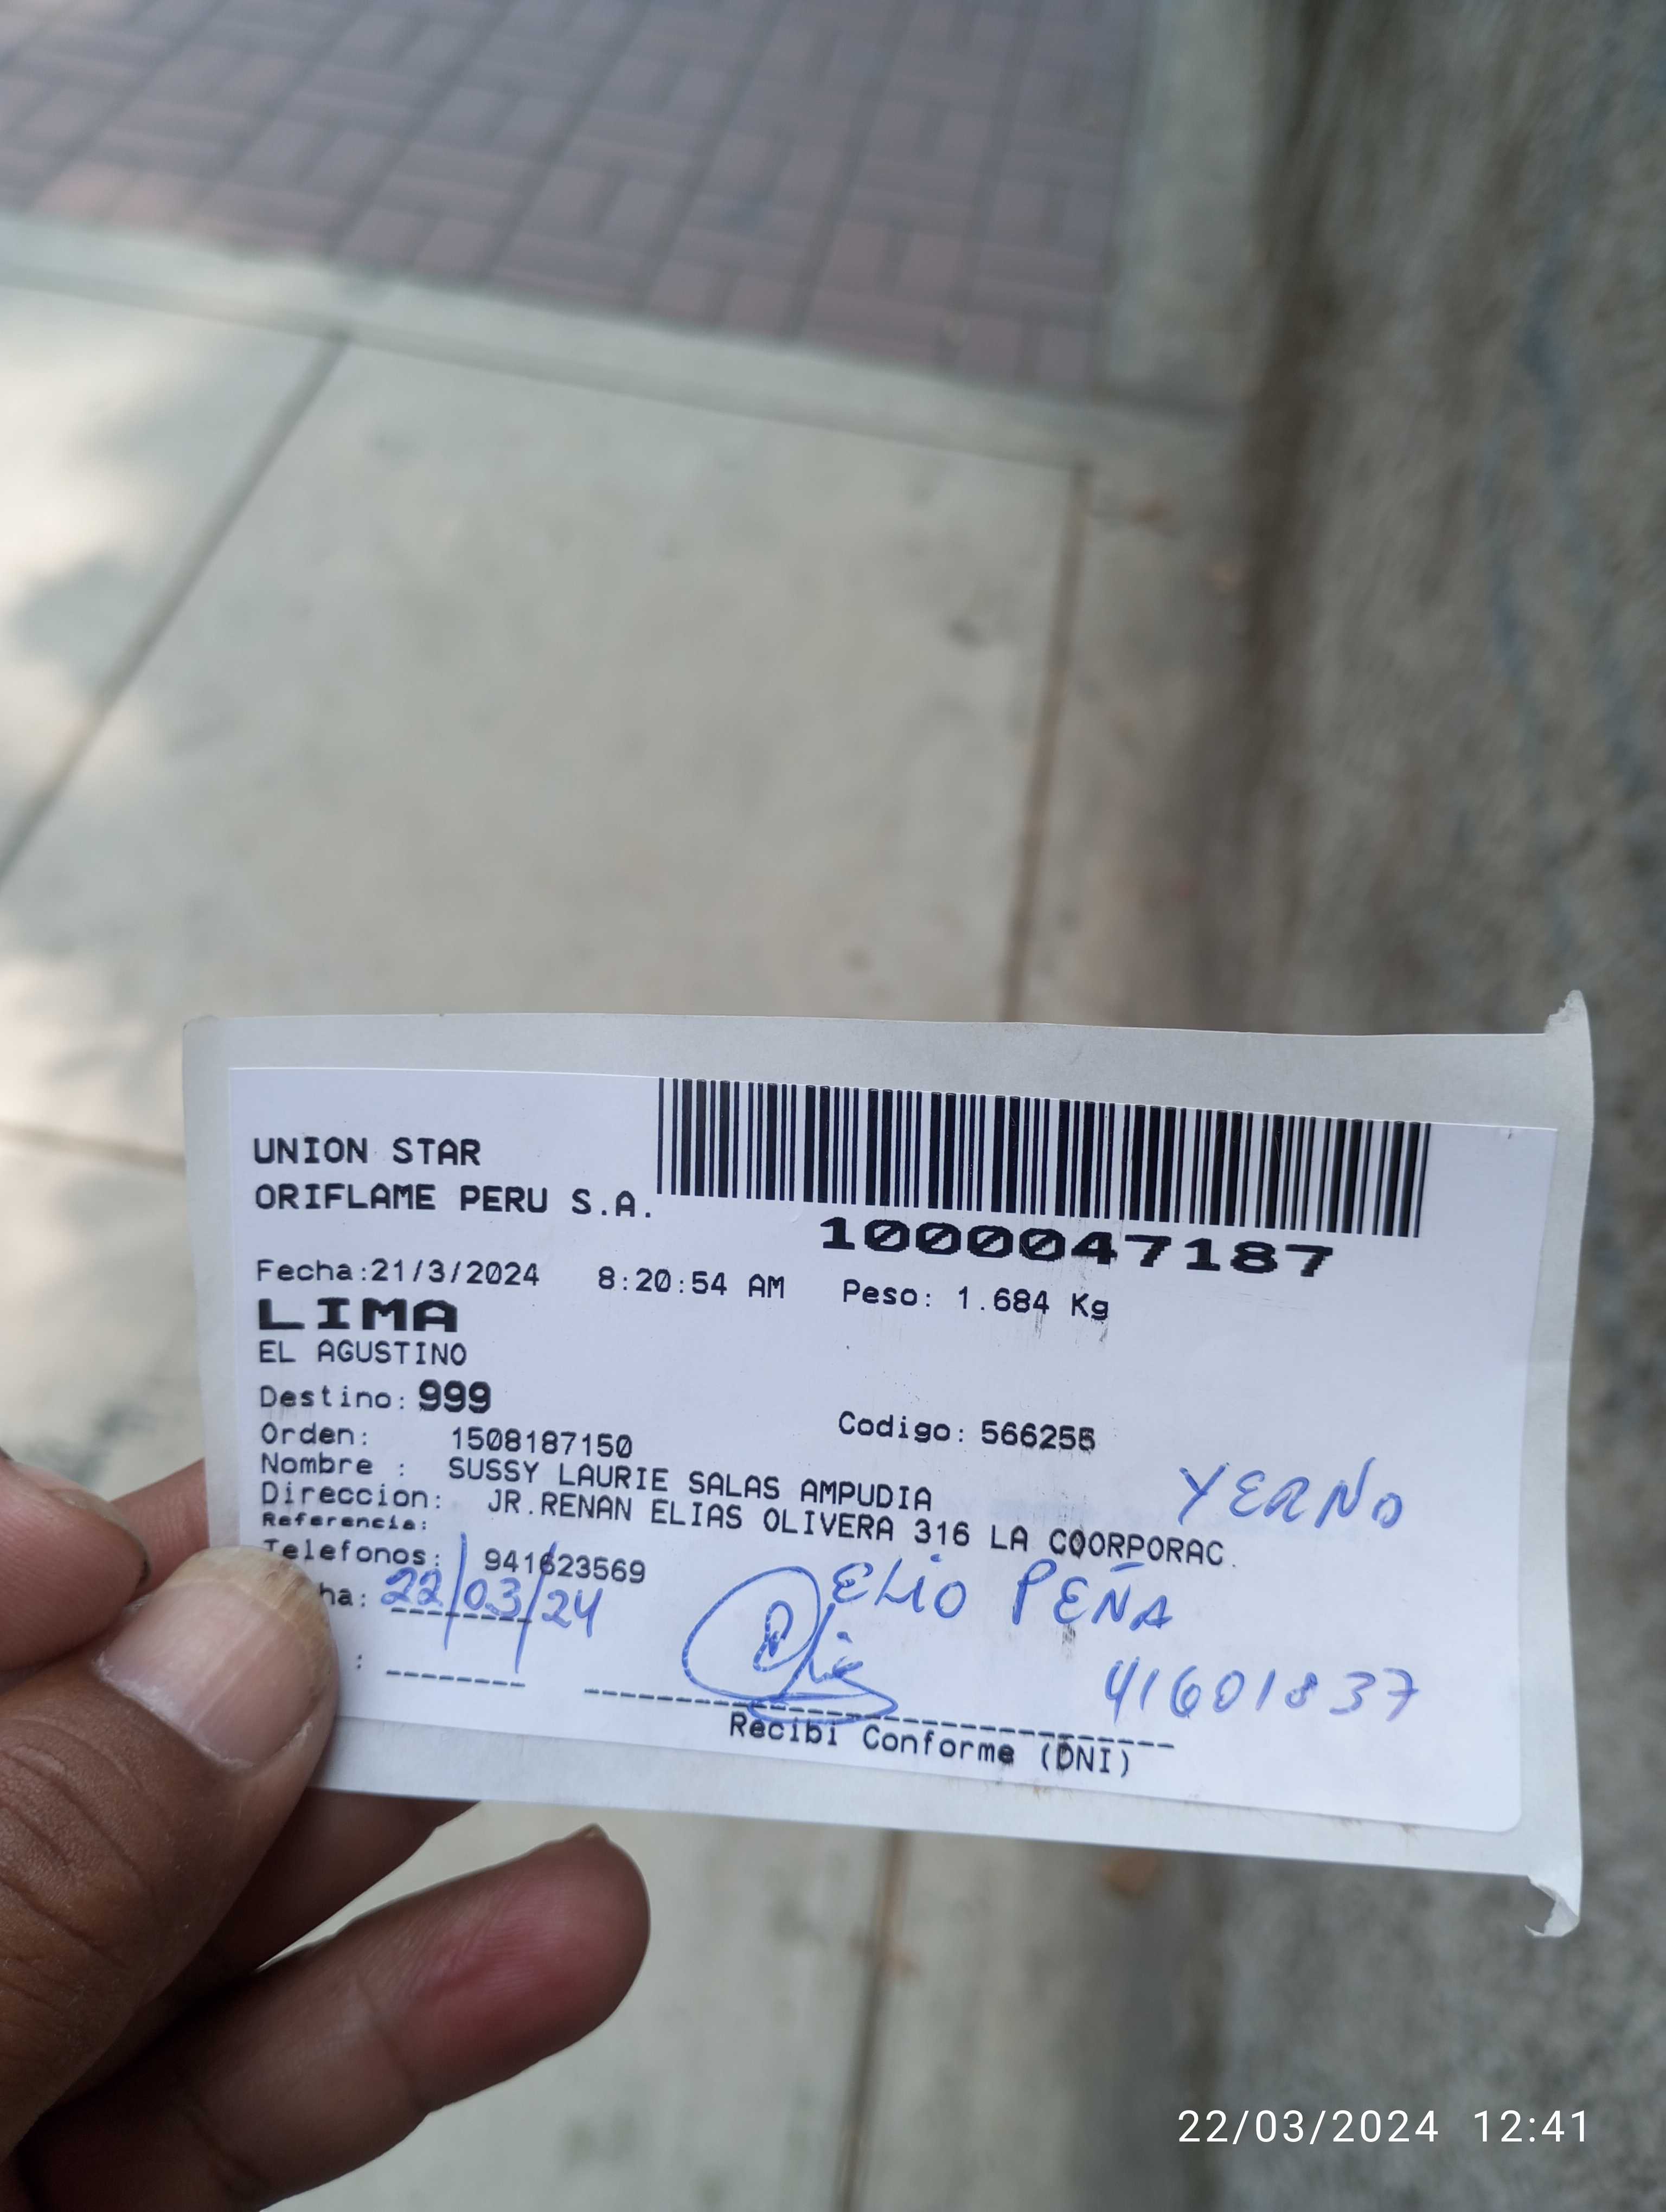 UNION STAR
ORIFLAME PERU S.A.
1000047187
Fecha:21/3/2024 8:20:54 AM Peso: 1.684 Kg
LIMA
EL AGUSTINO
Destino: 999
Codigo: 566255
Orden: 1508187150
Nombre : SUSSY LAURIE SALAS AMPUDIA
YERNO
Direccion: JR.RENAN ELIAS OLIVERA 316 LA COORPORAC.
Referencia:
Telefonos: 941623569
ha: 22/03/24
ELIO PEÑA
41601837
:
Recibi Conforme (DNI)
22/03/2024 12:41